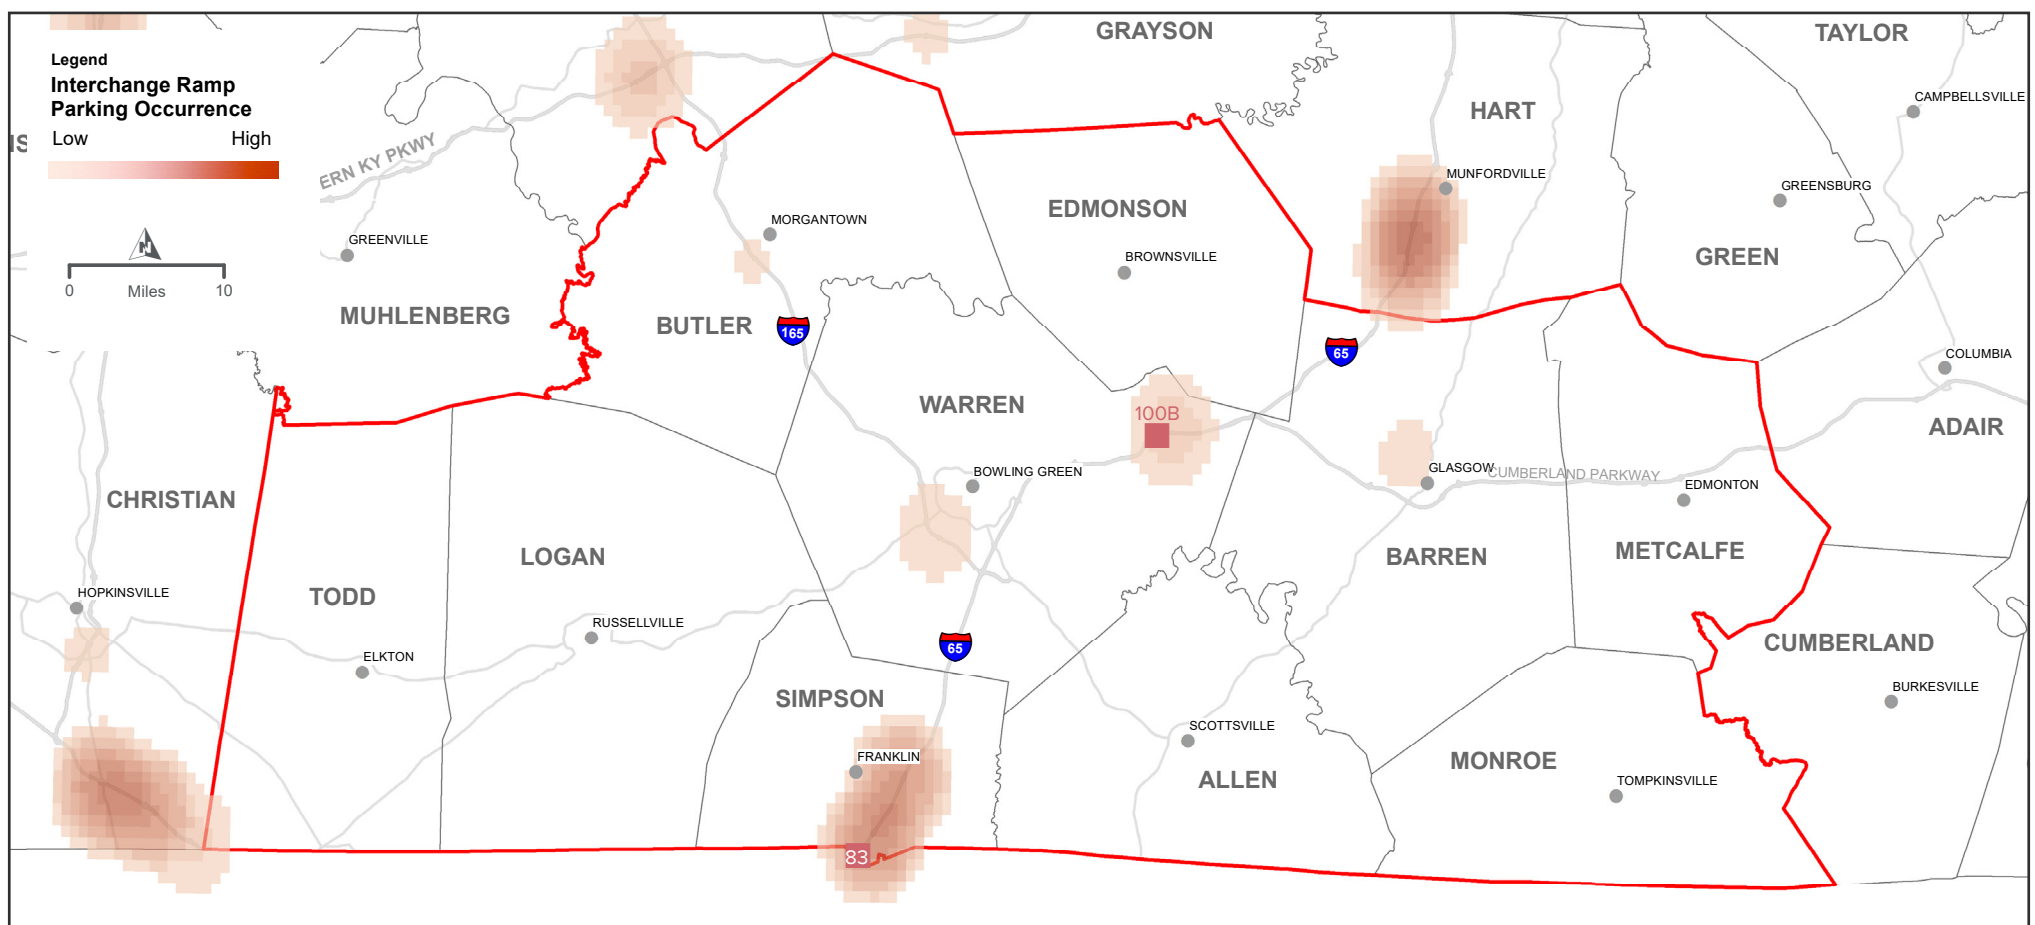 Legend
Interchange Ramp
Parking Occurrence
Low High
0 Miles 10
N
GRAYSON
TAYLOR
HART
CAMPBELLSVILLE
IS
ERN KY PKWY
MUNFORDVILLE
GREENSBURG
EDMONSON
MORGANTOWN
GREENVILLE
BROWNSVILLE
GREEN
MUHLENBERG
BUTLER
165
65
COLUMBIA
WARREN
100B
ADAIR
BOWLING GREEN
GLASGOW
CUMBERLAND PARKWAY
EDMONTON
CHRISTIAN
LOGAN
BARREN
METCALFE
HOPKINSVILLE
TODD
RUSSELLVILLE
65
CUMBERLAND
ELKTON
SIMPSON
BURKESVILLE
SCOTTSVILLE
FRANKLIN
MONROE
ALLEN
TOMPKINSVILLE
83